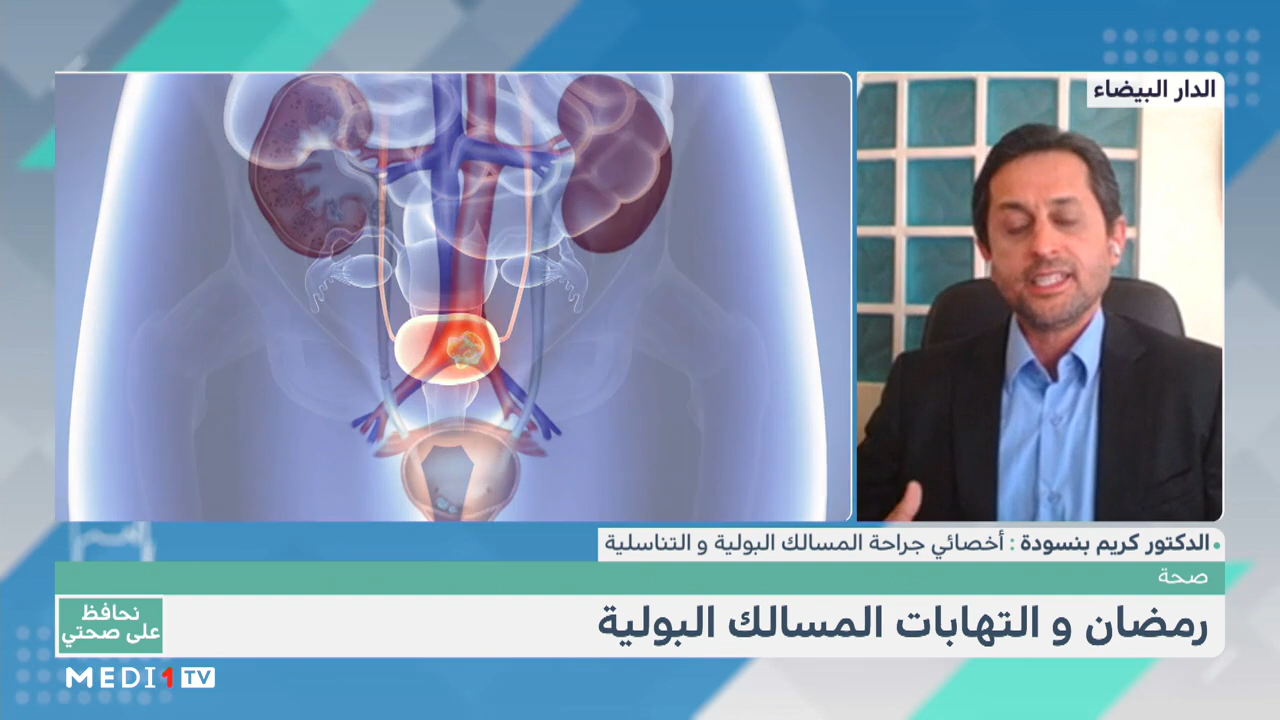 الدار البيضاء
• الدكتور كريم بنسودة : أخصائي جراحة المسالك البولية و التناسلية
صحة
رمضان و التهابات المسالك البولية
نحافظ
على صحتي
MEDI1TV